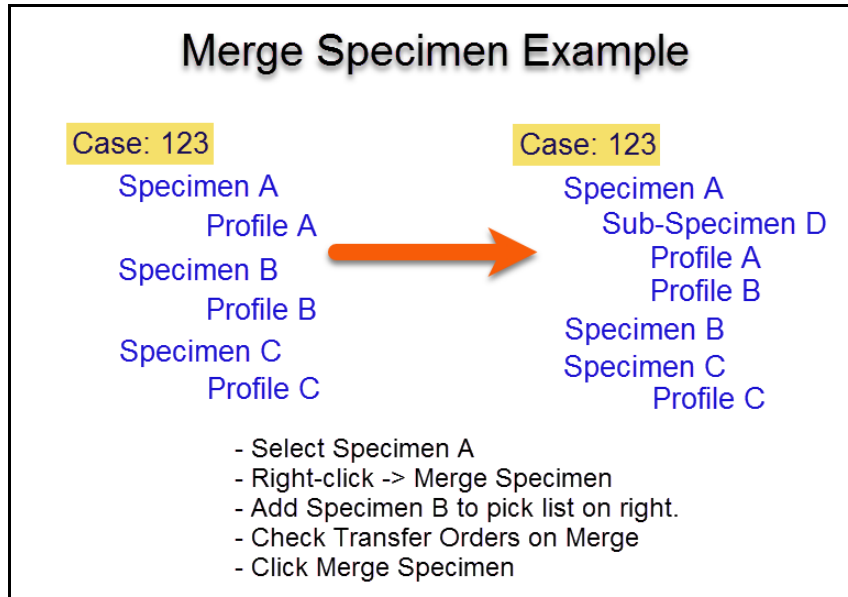 Merge Specimen Example
Case: 123
Specimen A
Profile A
Specimen B
Profile B
Specimen C
Profile C
Case: 123
Specimen A
Sub-Specimen D
Profile A
Profile B
Specimen B
Specimen C
Profile C
- Select Specimen A
- Right-click -> Merge Specimen
- Add Specimen B to pick list on right.
- Check Transfer Orders on Merge
- Click Merge Specimen